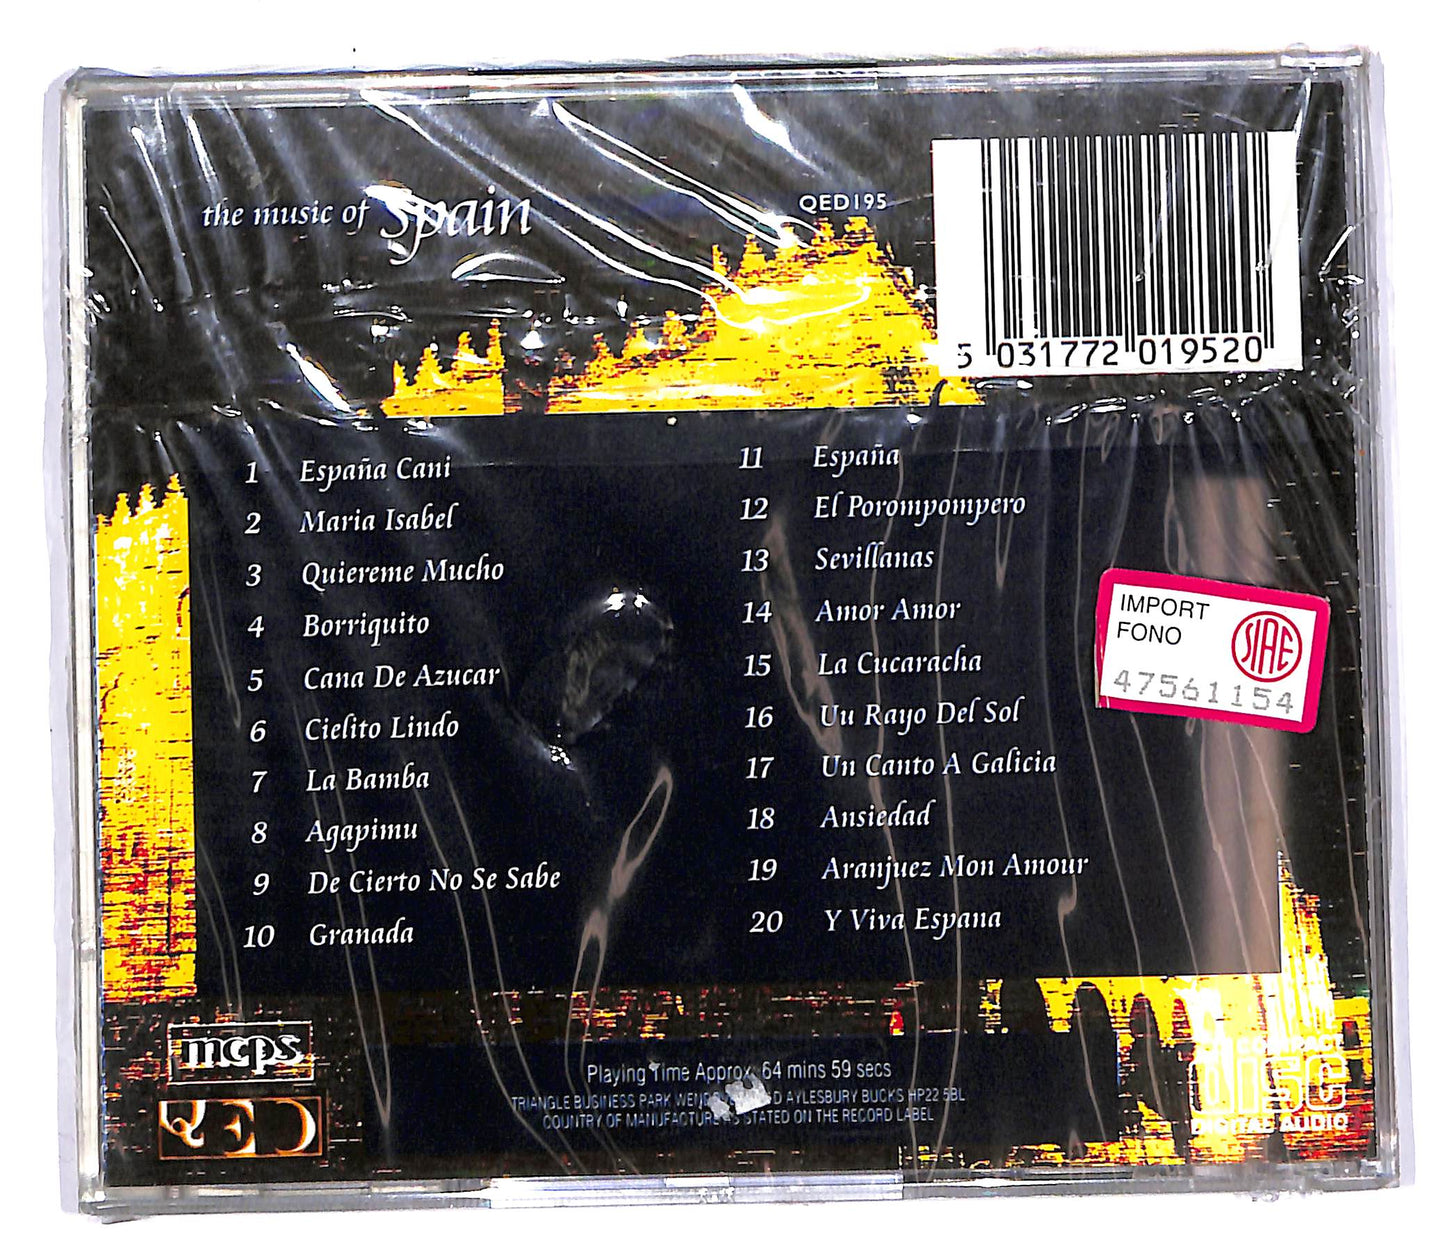 the music of Spain
QED195
5 031772 019520
1 España Cani
2 Maria Isabel
3 Quiereme Mucho
4 Borriquito
5 Cana De Azucar
6 Cielito Lindo
7 La Bamba
8 Agapimu
9 De Cierto No Se Sabe
10 Granada
11 España
12 El Porompompero
13 Sevillanas
14 Amor Amor
15 La Cucaracha
16 Uu Rayo Del Sol
17 Un Canto A Galicia
18 Ansiedad
19 Aranjuez Mon Amour
20 Y Viva Espana
IMPORT
FONO
SIAE
47561154
mcps
QED
Playing Time Approx. 64 mins 59 secs
TRIANGLE BUSINESS PARK AYLESBURY BUCKS HP22 5BL
COUNTRY OF MANUFACTURE AS STATED ON THE RECORD LABEL
COMPACT
disc
DIGITAL AUDIO